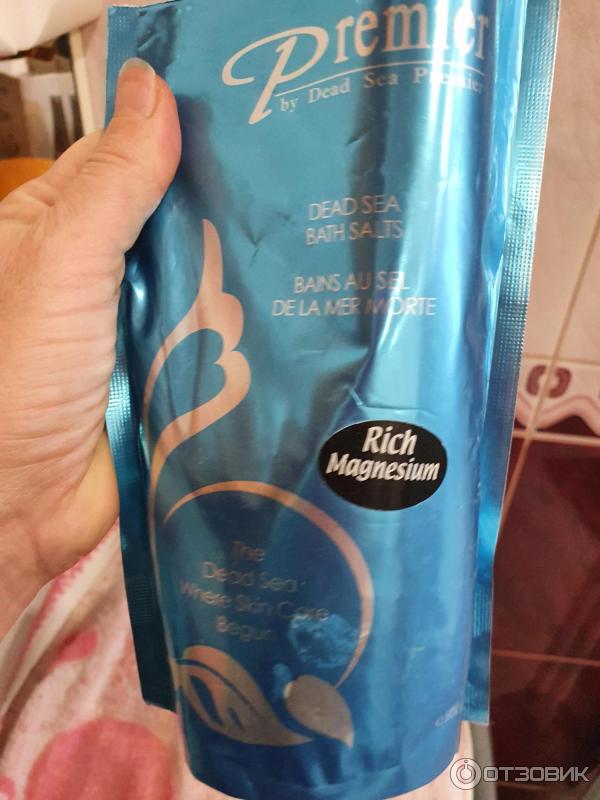 Premier
by Dead Sea Premier
DEAD SEA
BATH SALTS
BAINS AU SEL
DE LA MER MORTE
Rich
Magnesium
The
Dead Sea
Where Skin Care
Begun
ОТЗОВИК